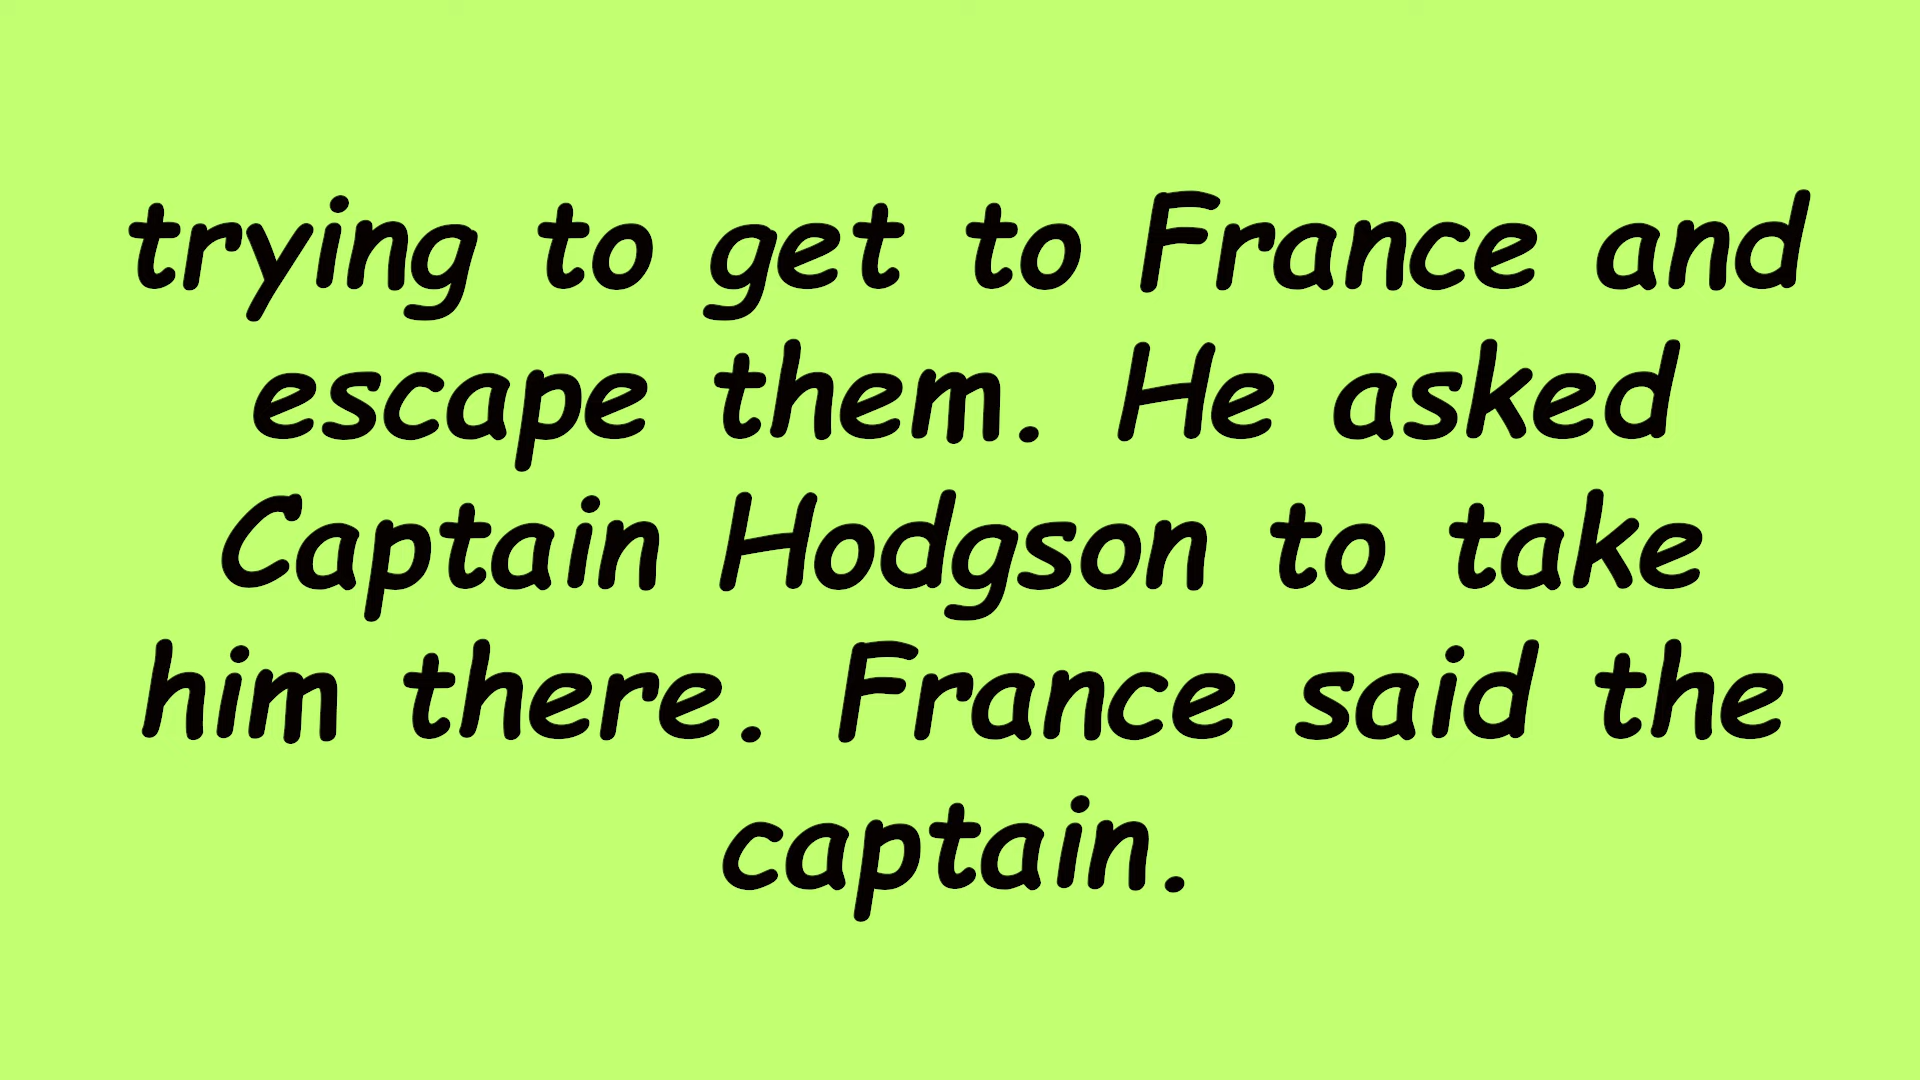 trying to get to France and
escape them. He asked
Captain Hodgson to take
him there. France said the
captain.